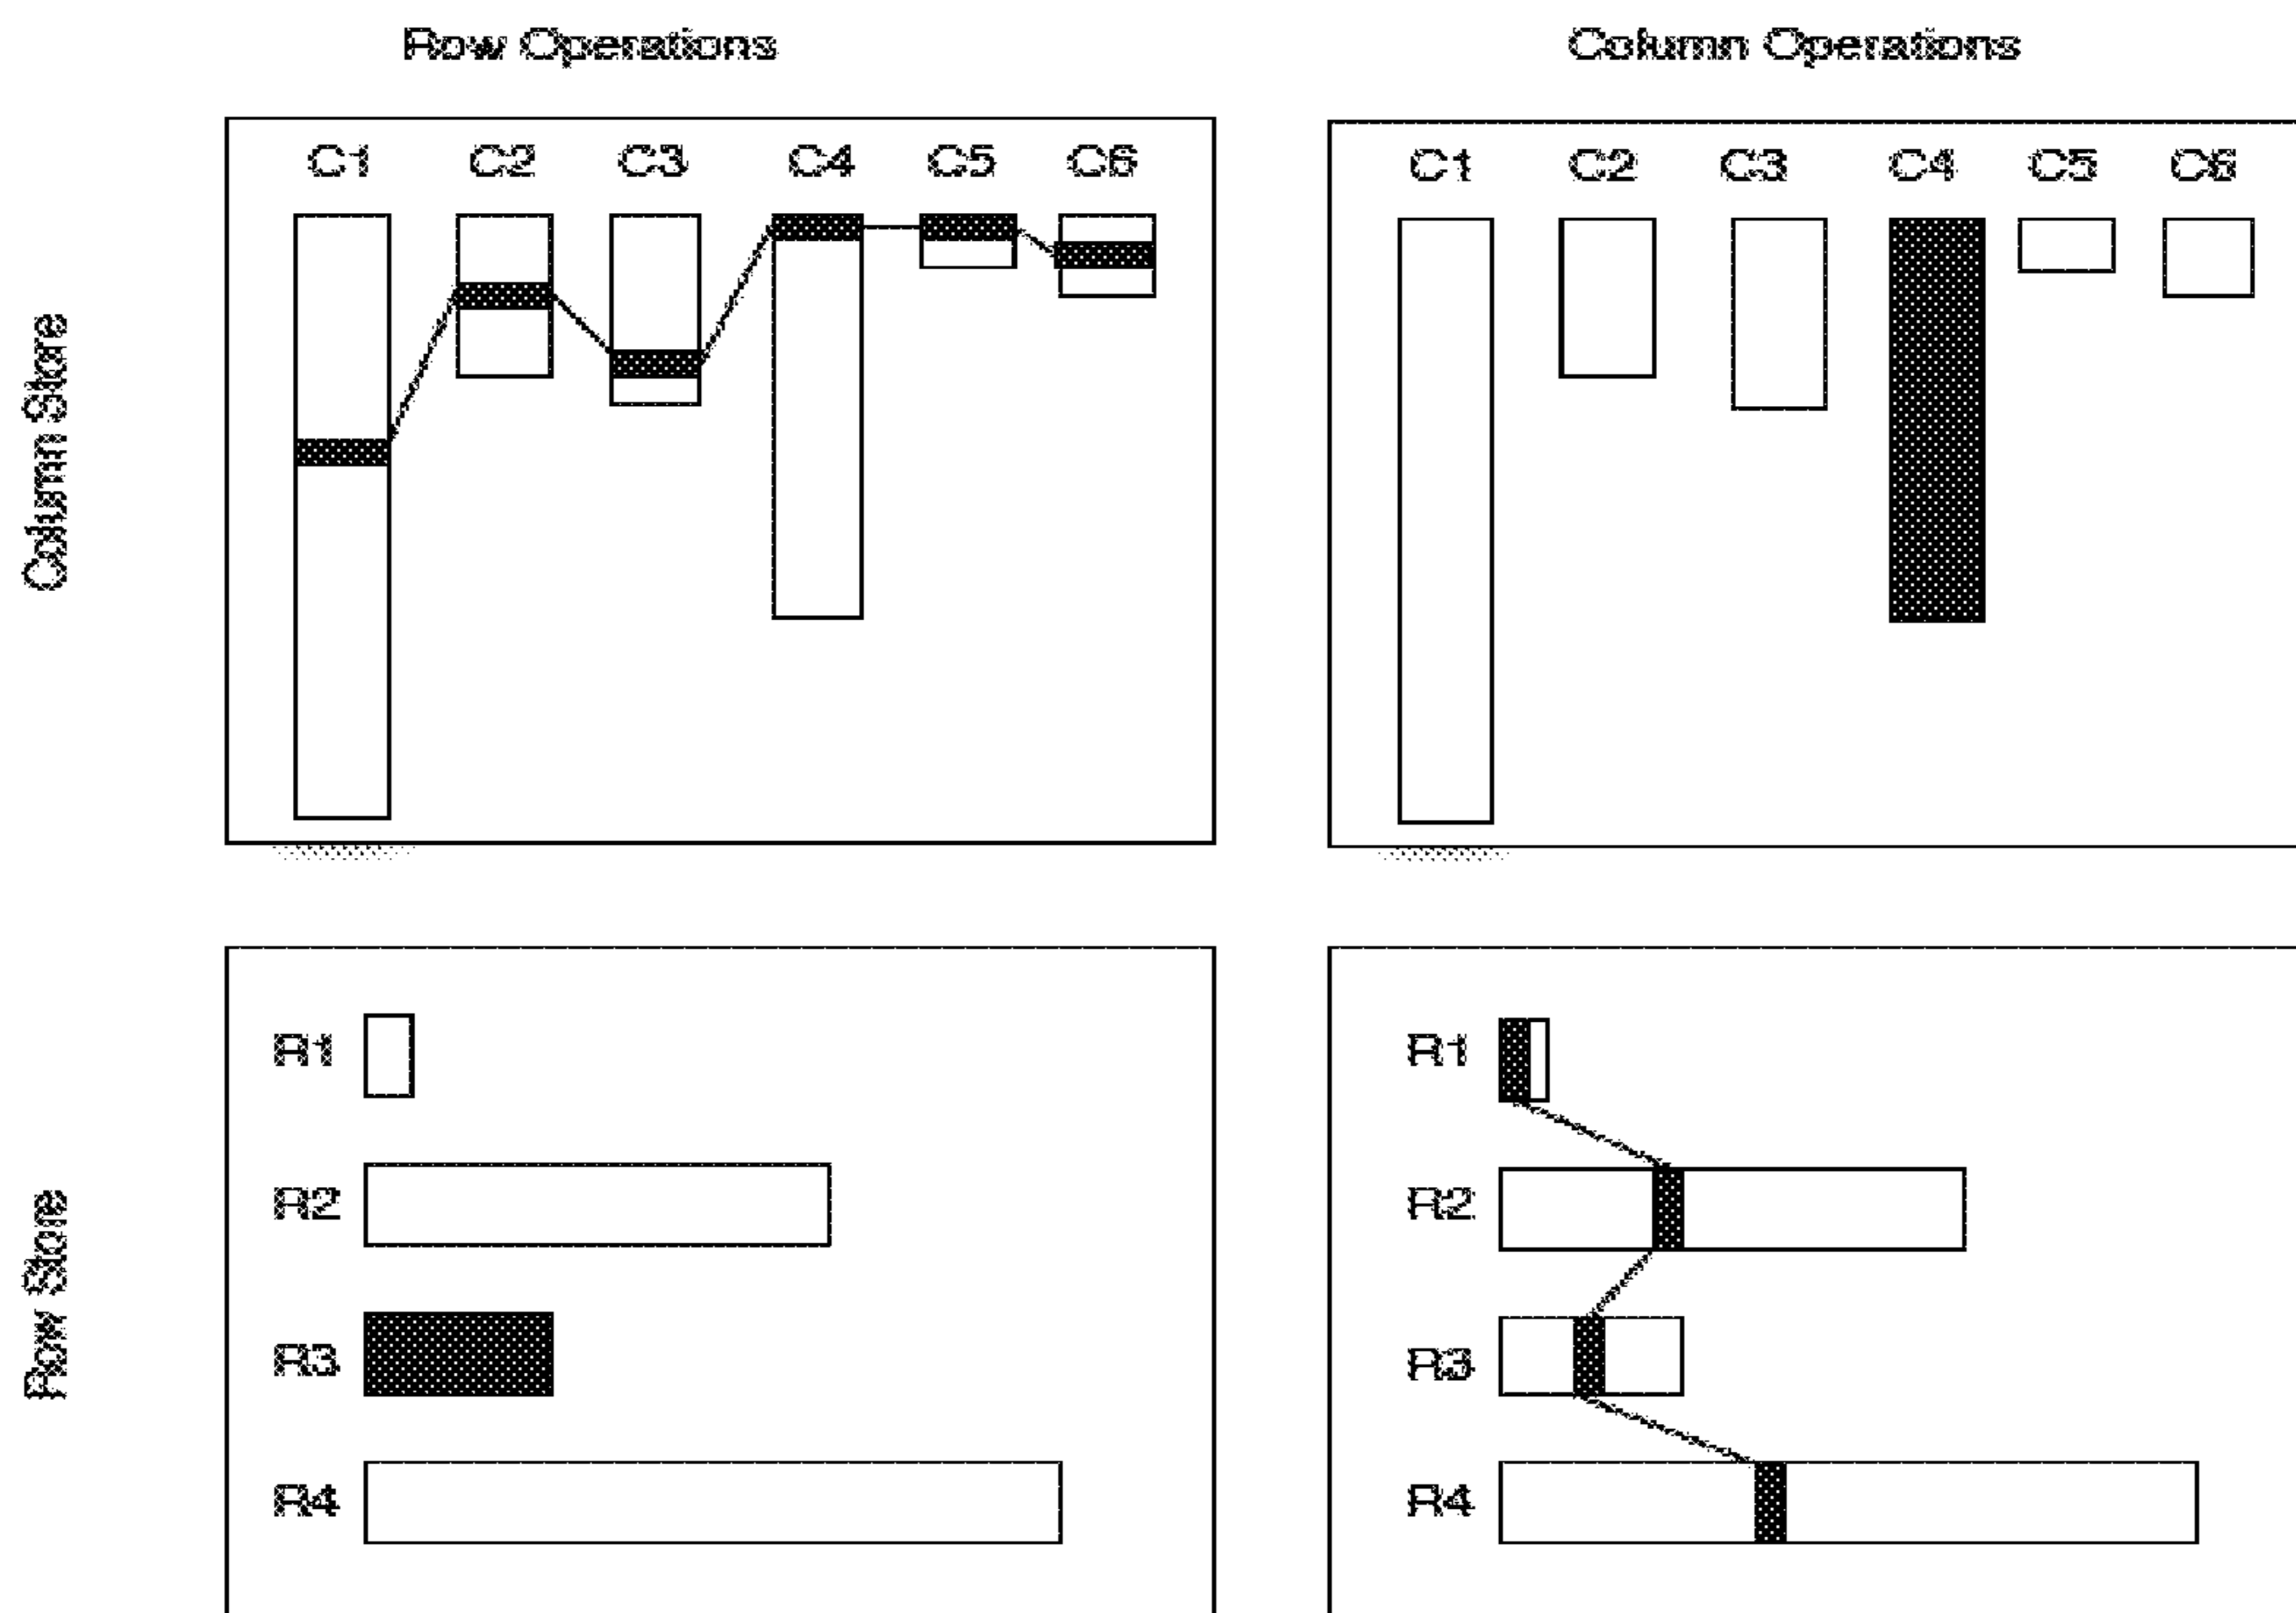 Row Operations
Column Operations
Column Store
C1 C2 C3 C4 C5 C6
C1 C2 C3 C4 C5 C6
Row Store
R1
R2
R3
R4
R1
R2
R3
R4